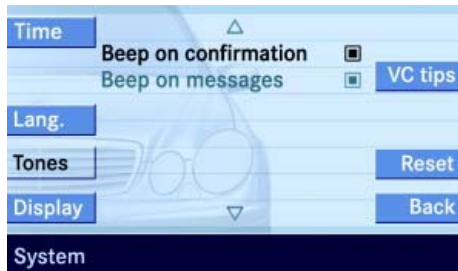 Time
Beep on confirmation
Beep on messages
VC tips
Lang.
Tones
Reset
Display
Back
System